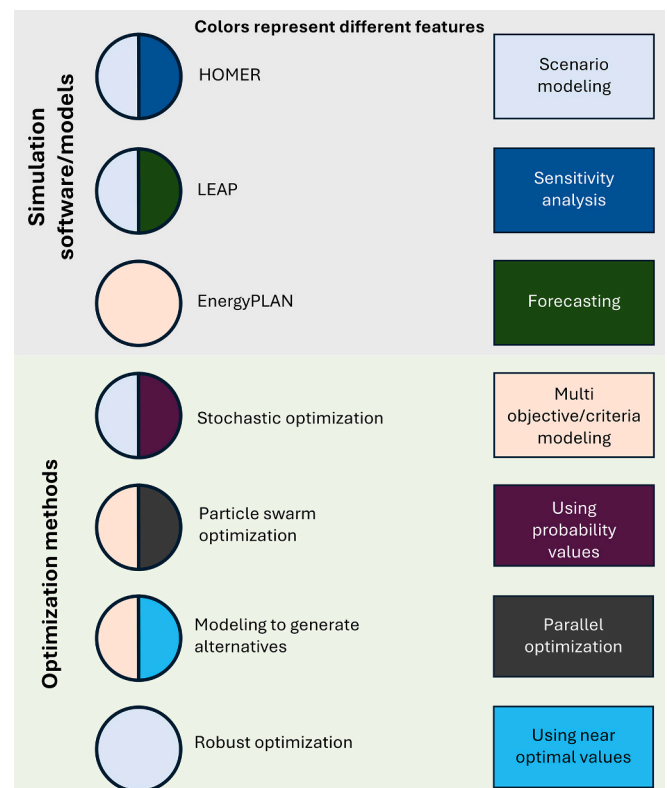 Colors represent different features
Simulation
software/models
HOMER
Scenario
modeling
LEAP
Sensitivity
analysis
EnergyPLAN
Forecasting
Optimization methods
Stochastic optimization
Multi
objective/criteria
modeling
Particle swarm
optimization
Using
probability
values
Modeling to generate
alternatives
Parallel
optimization
Robust optimization
Using near
optimal values